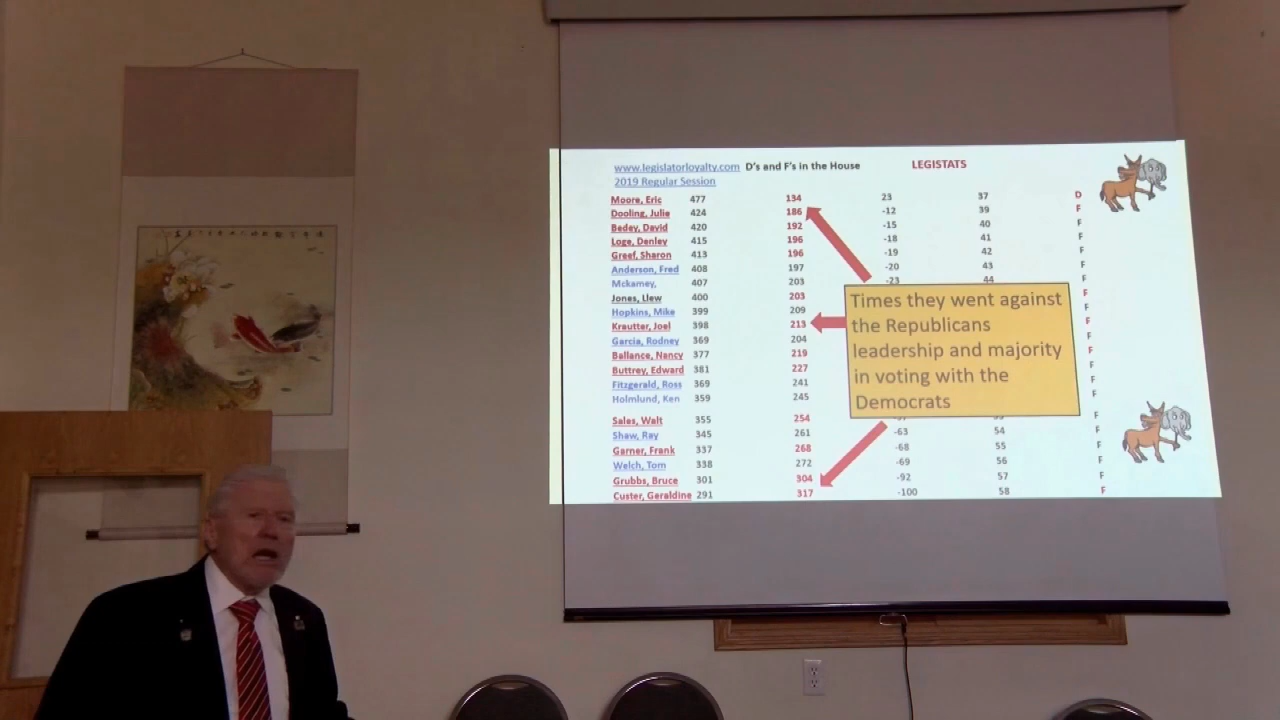 www.legislatorloyalty.com D's and F's in the House LEGISTATS
2019 Regular Session
Moore, Eric 477 134 23 37 D
Dooling, Julie 424 186 -12 39 F
Bedey, David 420 192 -15 40 F
Loge, Denley 415 196 -18 41 F
Greef, Sharon 413 196 -19 42 F
Anderson, Fred 408 197 -20 43 F
Mckamey, 407 203 -23 44 F
Jones, Llew 400 203 F
Hopkins, Mike 399 209 F
Krautter, Joel 398 213 F
Garcia, Rodney 369 204 F
Ballance, Nancy 377 219 F
Buttrey, Edward 381 227 F
Fitzgerald, Ross 369 241 F
Holmlund, Ken 359 245 F
Times they went against
the Republicans
leadership and majority
in voting with the
Democrats
Sales, Walt 355 254 F
Shaw, Ray 345 261 -63 54 F
Garner, Frank 337 268 -68 55 F
Welch, Tom 338 272 -69 56 F
Grubbs, Bruce 301 304 -92 57 F
Custer, Geraldine 291 317 -100 58 F